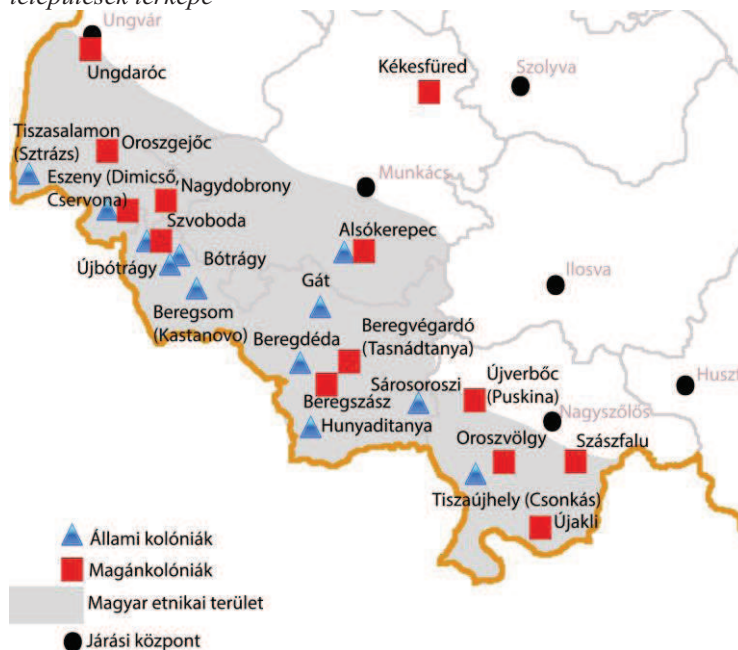 települések térképe
Ungvár
Ungdaróc
Kékesfüred
Szolyva
Tiszasalamon
(Sztrázs)
Oroszgejőc
Munkács
Eszeny (Dimicső,
Cservona)
Nagydobrony
Szvoboda
Alsókerepec
Újbótrágy
Bótrágy
Ilosva
Gát
Beregsom
(Kastanovo)
Beregvégardó
(Tasnádtanya)
Beregdéda
Újverbőc
(Puskina)
Huszt
Sárosoroszi
Beregszász
Nagyszőlős
Hunyaditanya
Oroszvölgy
Szászfalu
Tiszaújhely (Csonkás)
Újakli
Állami kolóniák
Magánkolóniák
Magyar etnikai terület
Járási központ